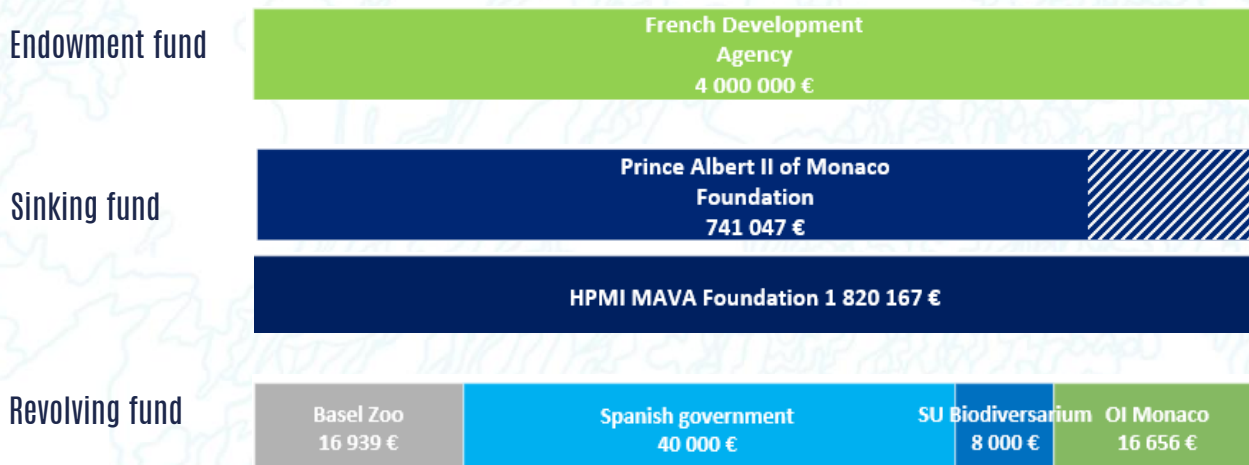 Endowment fund
French Development
Agency
4 000 000 €
Sinking fund
Prince Albert II of Monaco
Foundation
741 047 €
HPMI MAVA Foundation 1 820 167 €
Revolving fund
Basel Zoo
16 939 €
Spanish government
40 000 €
SU Biodiversarium
8 000 €
OI Monaco
16 656 €